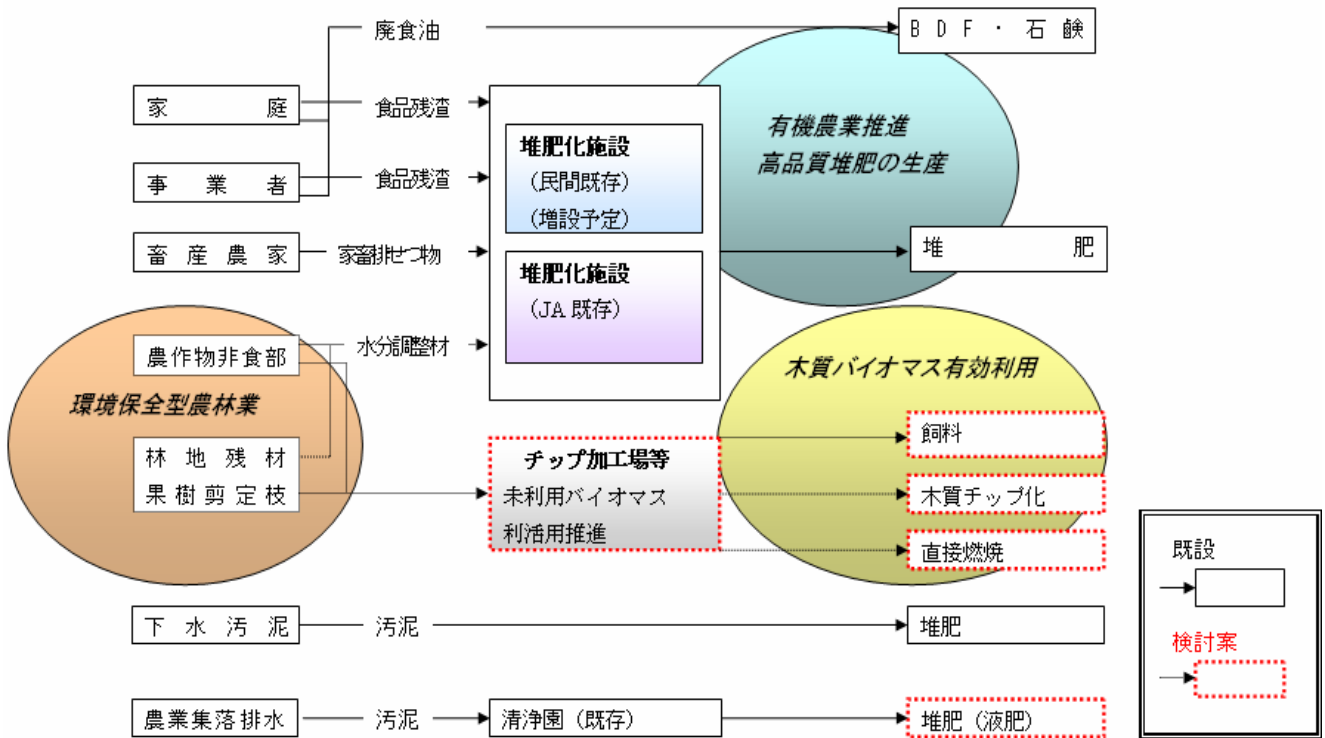 廃食油
BDF・石鹸
家庭
食品残渣
事業者
食品残渣
畜産農家
家畜排せつ物
堆肥化施設
(民間既存)
(増設予定)
堆肥化施設
(JA 既存)
有機農業推進
高品質堆肥の生産
堆肥
農作物非食部
水分調整材
環境保全型農林業
林地残材
果樹剪定枝
チップ加工場等
未利用バイオマス
利活用推進
木質バイオマス有効利用
飼料
木質チップ化
直接燃焼
下水汚泥
汚泥
堆肥
農業集落排水
汚泥
清浄園(既存)
堆肥(液肥)
既設
検討案